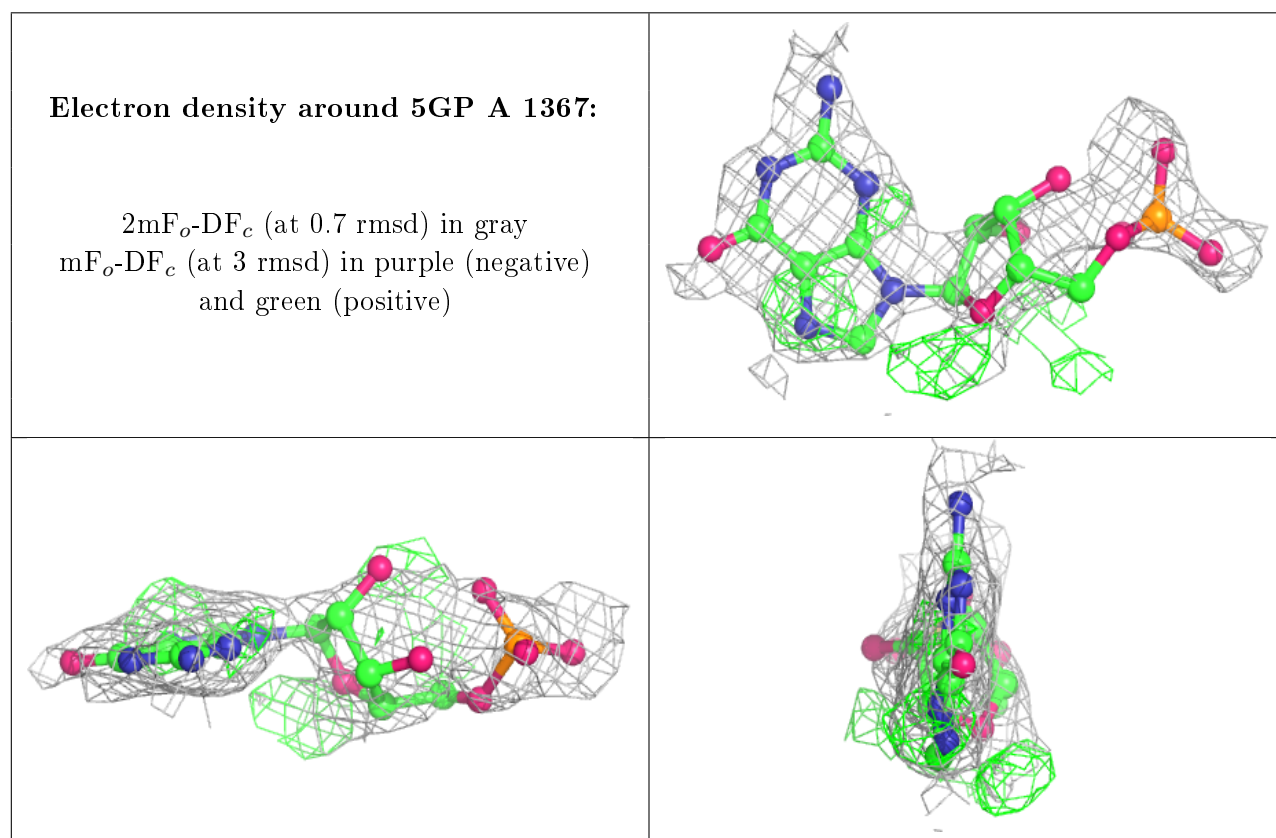 Electron density around 5GP A 1367:
2mFo-DFc (at 0.7 rmsd) in gray
mFo-DFc (at 3 rmsd) in purple (negative)
and green (positive)